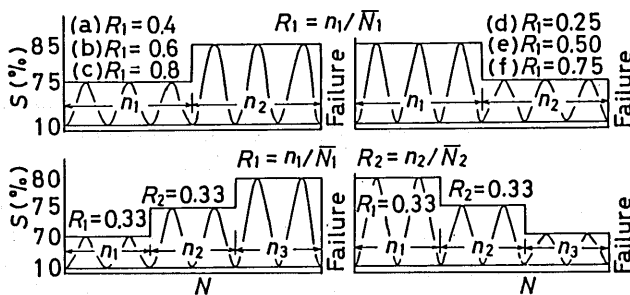 (a) R₁=0.4
(b) R₁=0.6
(c) R₁=0.8
R₁=n₁/N̅₁
(d) R₁=0.25
(e) R₁=0.50
(f) R₁=0.75
S(%)
85
75
10
n₁
n₂
Failure
n₁
n₂
Failure
R₁=n₁/N̅₁
R₂=n₂/N̅₂
S(%)
80
75
70
10
R₁=0.33
R₂=0.33
n₁
n₂
n₃
Failure
R₁=0.33
R₂=0.33
n₁
n₂
n₃
Failure
N
N